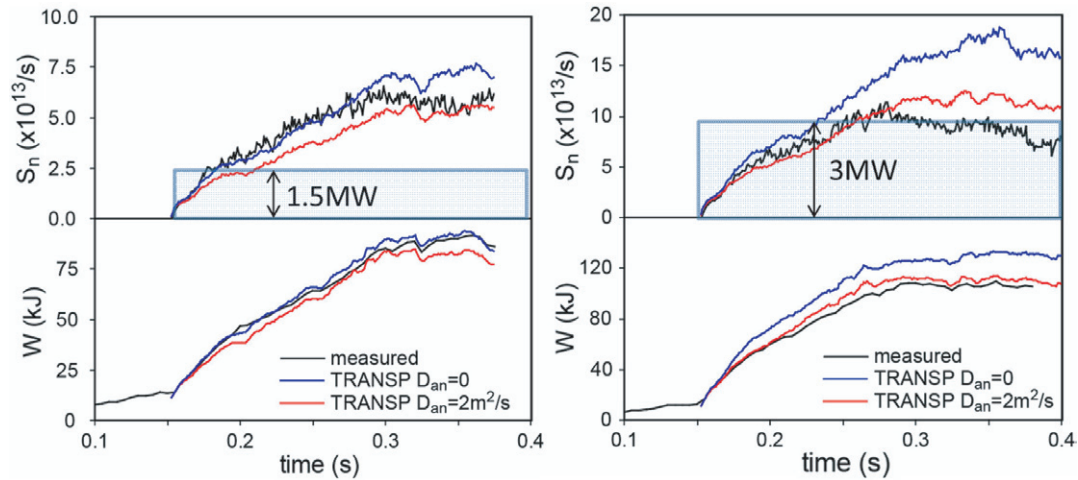 10.0
7.5
5.0
2.5
0.0
Sₙ (x10¹³/s)
1.5MW
75
50
25
0
W (kJ)
measured
TRANSP Dₐₙ=0
TRANSP Dₐₙ=2m²/s
0.1
0.2
0.3
0.4
time (s)
20
15
10
5
0
Sₙ (x10¹³/s)
3MW
120
80
40
0
W (kJ)
measured
TRANSP Dₐₙ=0
TRANSP Dₐₙ=2m²/s
0.1
0.2
0.3
0.4
time (s)